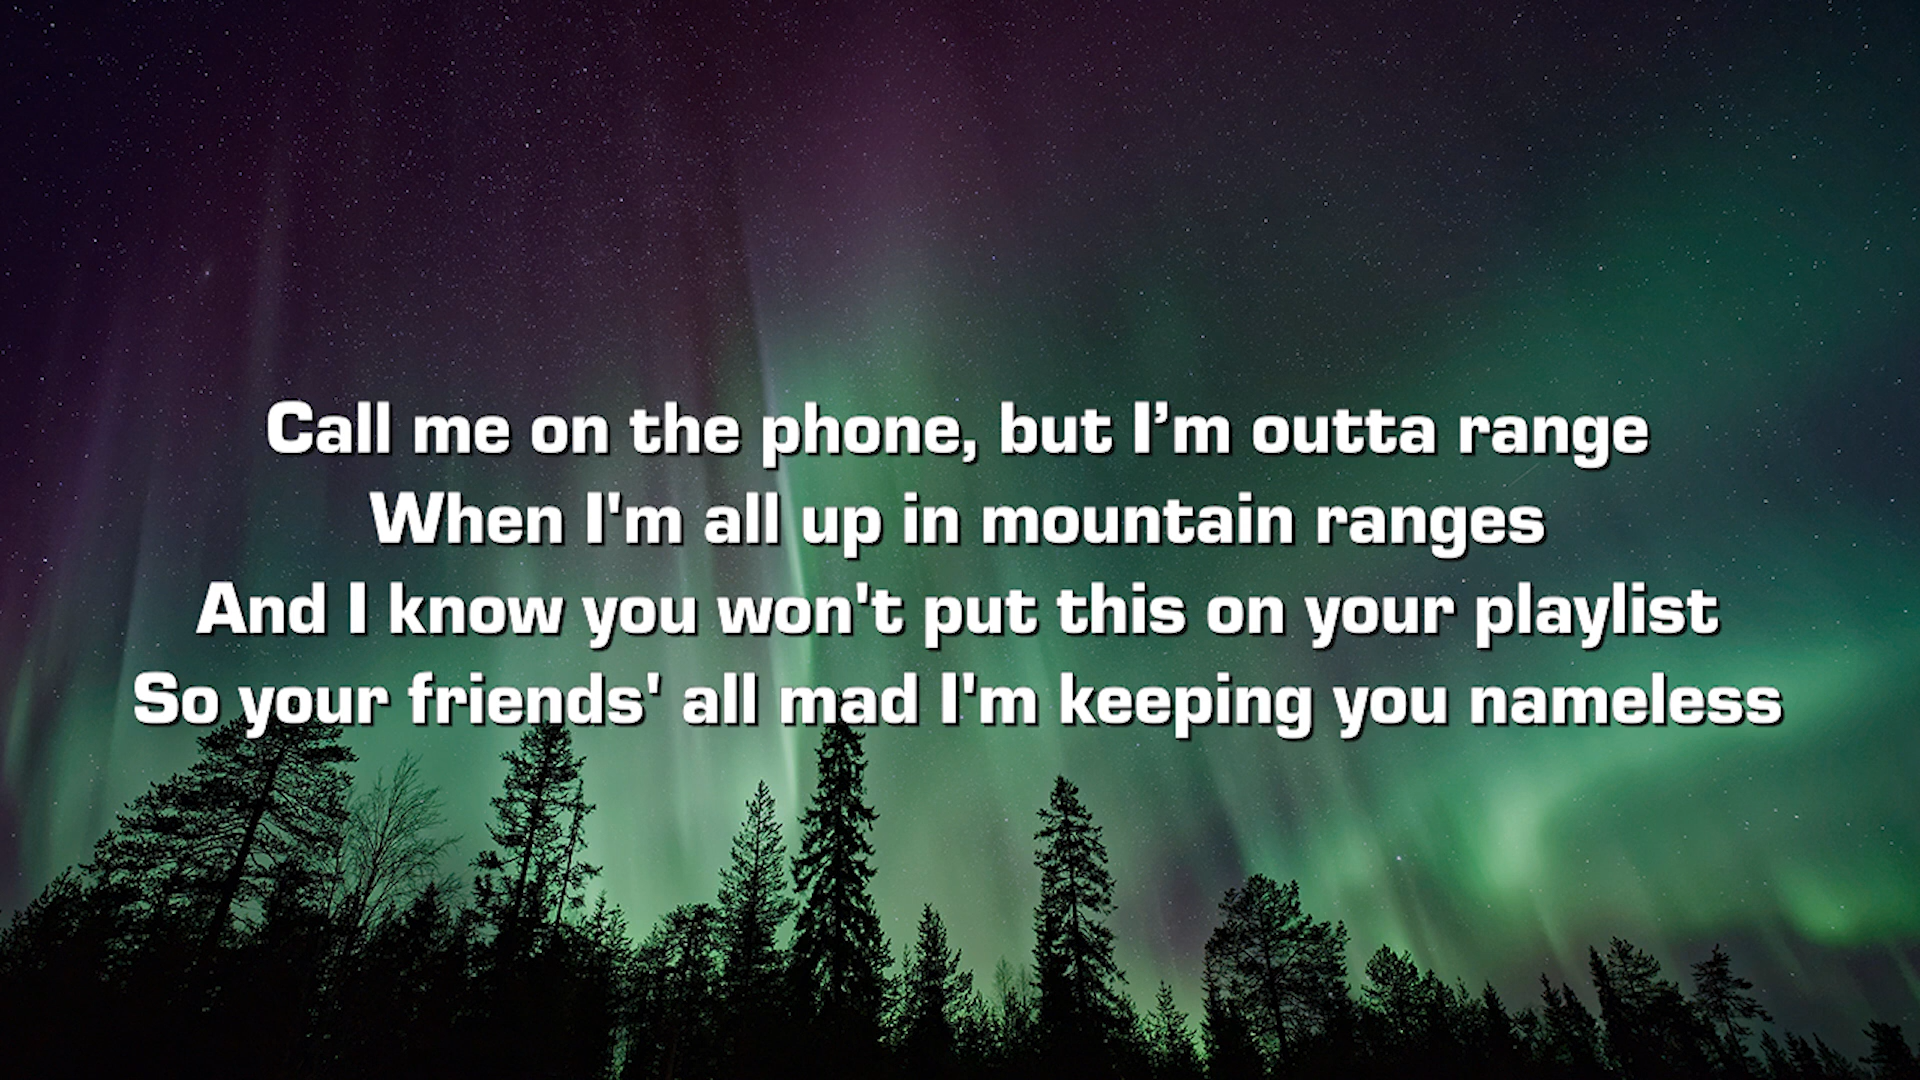 Call me on the phone, but I’m outta range
When I'm all up in mountain ranges
And I know you won't put this on your playlist
So your friends' all mad I'm keeping you nameless